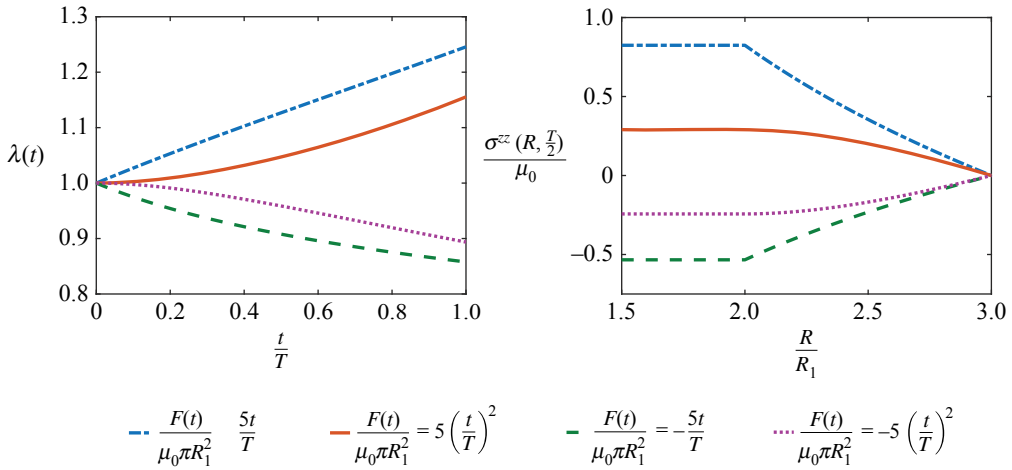 1.3
1.2
1.1
1.0
0.9
0.8
λ(t)
0 0.2 0.4 0.6 0.8 1.0
t/T
1.0
0.5
0
−0.5
σ^{zz} (R, T/2) / μ_0
1.5 2.0 2.5 3.0
R/R_1
F(t)/μ_0πR_1^2 5t/T
F(t)/μ_0πR_1^2 = 5 (t/T)^2
F(t)/μ_0πR_1^2 = −5t/T
F(t)/μ_0πR_1^2 = −5 (t/T)^2